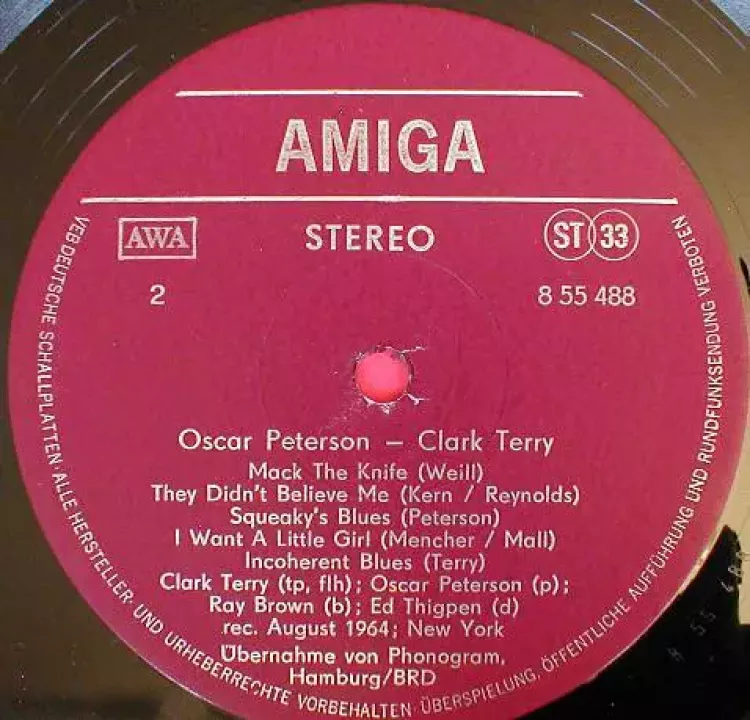 AMIGA
AWA
STEREO
ST 33
2
8 55 488
Oscar Peterson – Clark Terry
Mack The Knife (Weill)
They Didn't Believe Me (Kern / Reynolds)
Squeaky's Blues (Peterson)
I Want A Little Girl (Mencher / Mall)
Incoherent Blues (Terry)
Clark Terry (tp, flh); Oscar Peterson (p);
Ray Brown (b); Ed Thigpen (d)
rec. August 1964; New York
Übernahme von Phonogram,
Hamburg/BRD
VEB DEUTSCHE SCHALLPLATTEN · ALLE HERSTELLER- UND URHEBERRECHTE VORBEHALTEN · ÜBERSPIELUNG, ÖFFENTLICHE AUFFÜHRUNG UND RUNDFUNKSENDUNG VERBOTEN